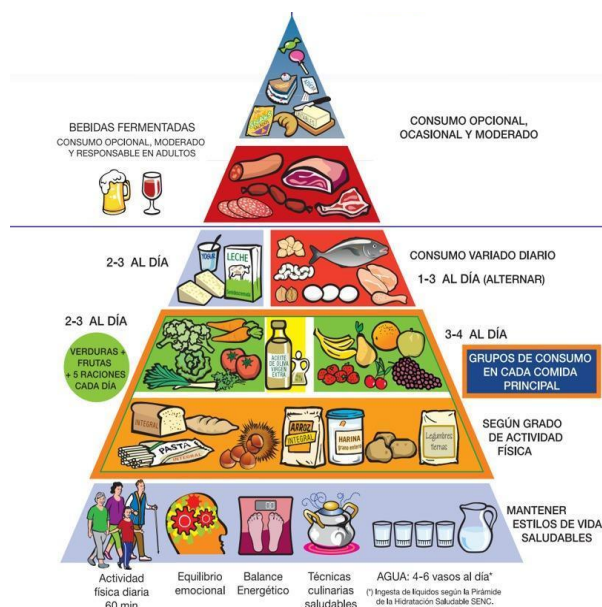 BEBIDAS FERMENTADAS
CONSUMO OPCIONAL, MODERADO
Y RESPONSABLE EN ADULTOS
CONSUMO OPCIONAL,
OCASIONAL Y MODERADO
2-3 AL DÍA
YOGUR
LECHE
CONSUMO VARIADO DIARIO
1-3 AL DÍA (ALTERNAR)
2-3 AL DÍA
VERDURAS +
FRUTAS
+ 5 RACIONES
CADA DÍA
ACEITE
DE OLIVA
VIRGEN
EXTRA
3-4 AL DÍA
GRUPOS DE CONSUMO
EN CADA COMIDA
PRINCIPAL
INTEGRAL
PASTA
INTEGRAL
ARROZ
INTEGRAL
HARINA
grano entero
Legumbres
tiernas
SEGÚN GRADO
DE ACTIVIDAD
FÍSICA
MANTENER
ESTILOS DE VIDA
SALUDABLES
Actividad
física diaria
60 min
Equilibrio
emocional
Balance
Energético
Técnicas
culinarias
saludables
AGUA: 4-6 vasos al día*
(*) Ingesta de líquidos según la Pirámide
de la Hidratación Saludable SENC.